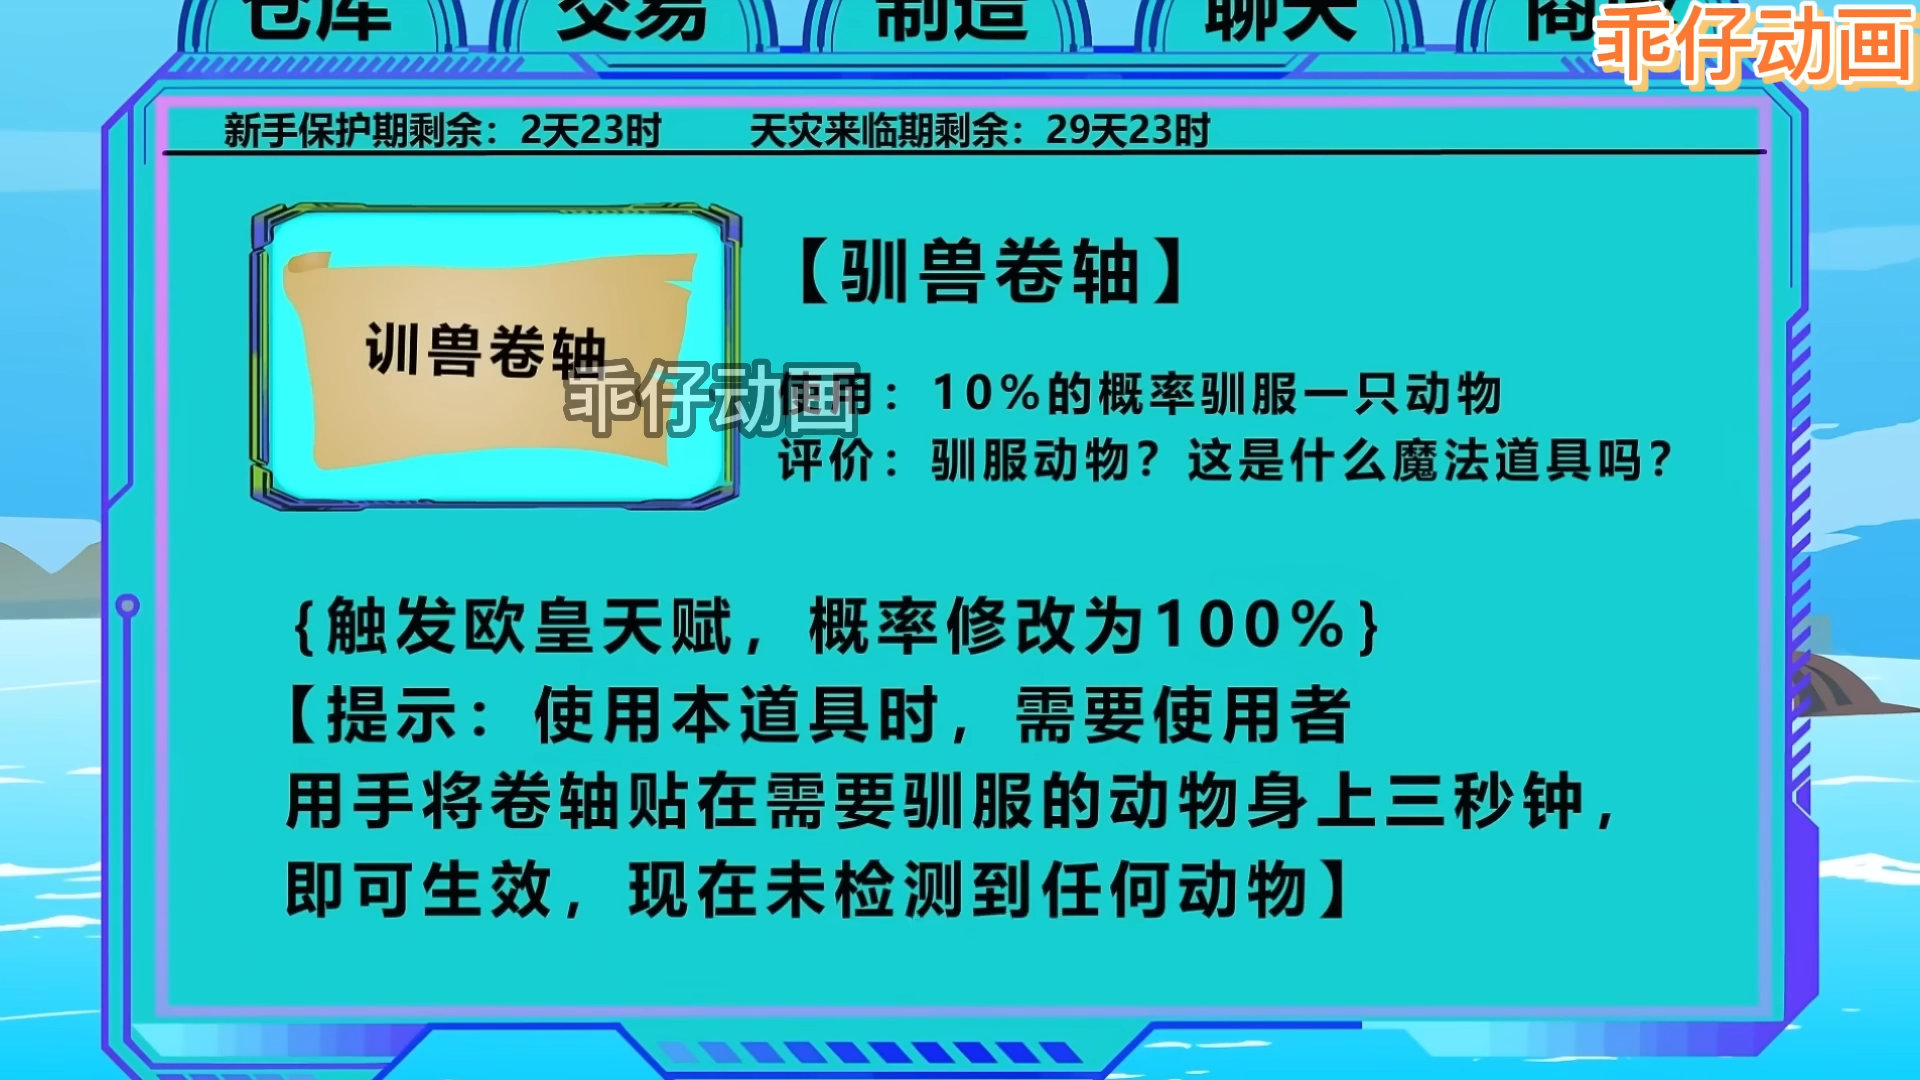 仓库 交易 制造 聊天 商城
乖仔动画
新手保护期剩余：2天23时 天灾来临期剩余：29天23时
【驯兽卷轴】
训兽卷轴
乖仔动画
使用：10%的概率驯服一只动物
评价：驯服动物？这是什么魔法道具吗？
{触发欧皇天赋，概率修改为100%}
【提示：使用本道具时，需要使用者
用手将卷轴贴在需要驯服的动物身上三秒钟，
即可生效，现在未检测到任何动物】